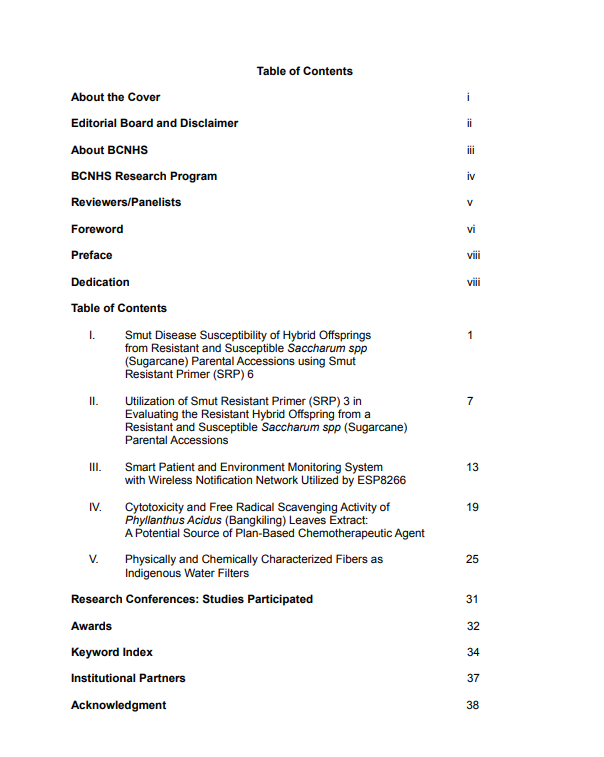 Table of Contents
About the Cover i
Editorial Board and Disclaimer ii
About BCNHS iii
BCNHS Research Program iv
Reviewers/Panelists v
Foreword vi
Preface viii
Dedication viii
Table of Contents
I. Smut Disease Susceptibility of Hybrid Offsprings 1
from Resistant and Susceptible Saccharum spp
(Sugarcane) Parental Accessions using Smut
Resistant Primer (SRP) 6
II. Utilization of Smut Resistant Primer (SRP) 3 in 7
Evaluating the Resistant Hybrid Offspring from a
Resistant and Susceptible Saccharum spp (Sugarcane)
Parental Accessions
III. Smart Patient and Environment Monitoring System 13
with Wireless Notification Network Utilized by ESP8266
IV. Cytotoxicity and Free Radical Scavenging Activity of 19
Phyllanthus Acidus (Bangkiling) Leaves Extract:
A Potential Source of Plan-Based Chemotherapeutic Agent
V. Physically and Chemically Characterized Fibers as 25
Indigenous Water Filters
Research Conferences: Studies Participated 31
Awards 32
Keyword Index 34
Institutional Partners 37
Acknowledgment 38